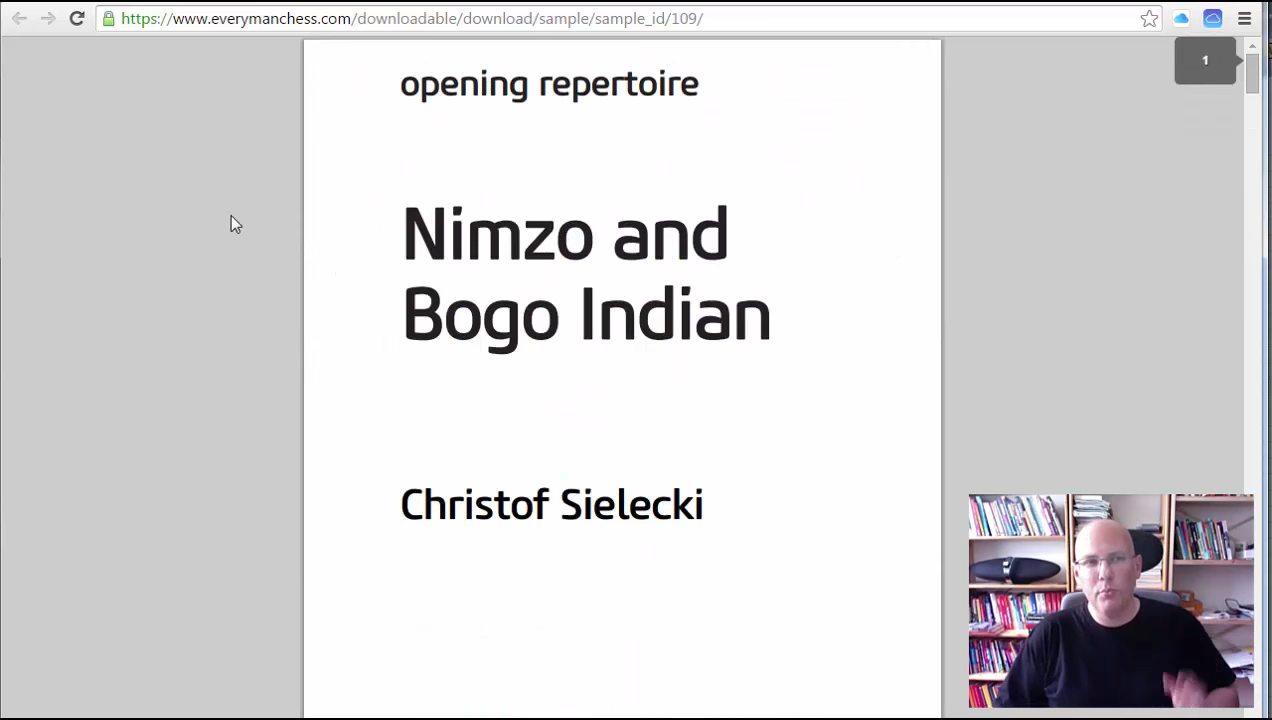 https://www.everymanchess.com/downloadable/download/sample/sample_id/109/
1
opening repertoire
Nimzo and
Bogo Indian
Christof Sielecki